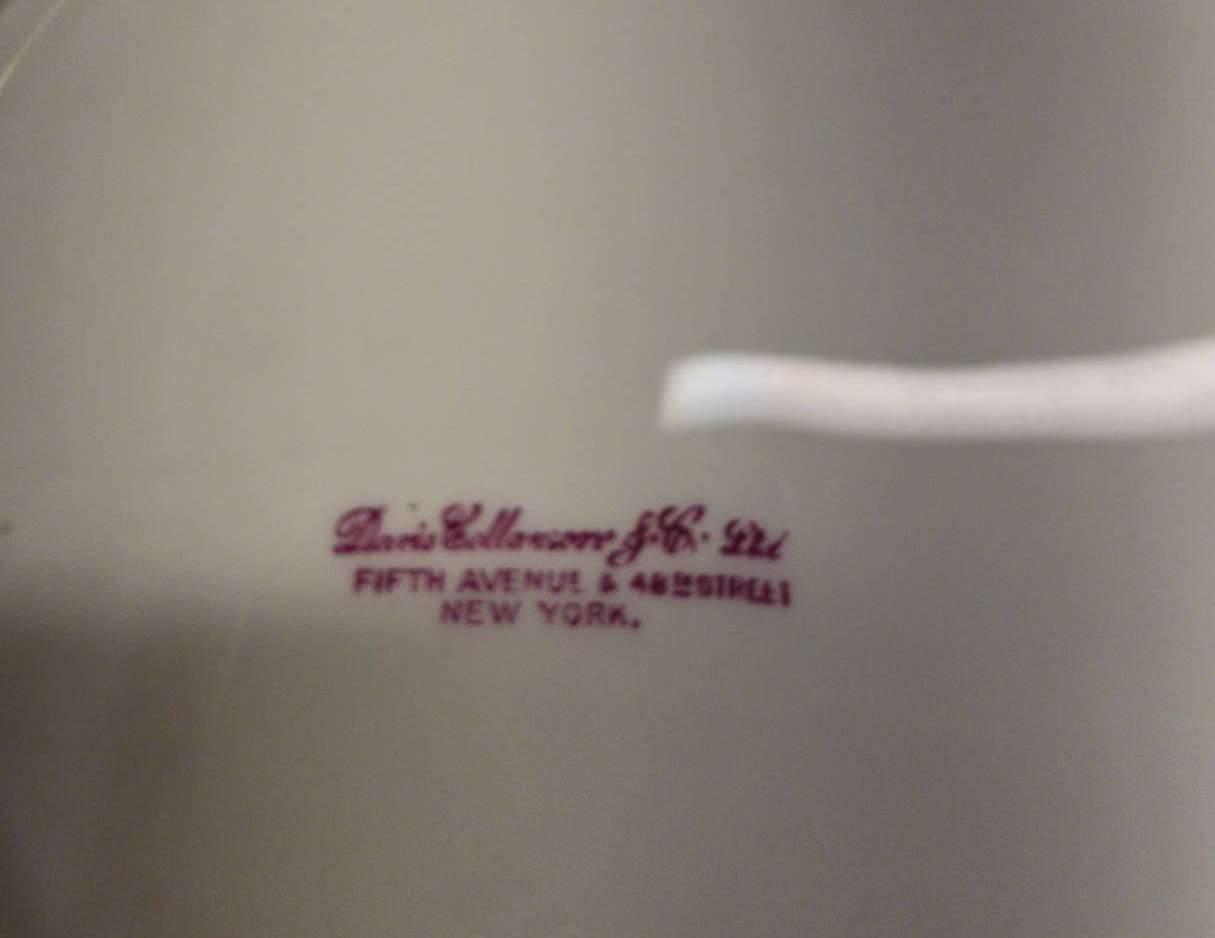 Davis Collamore & Co. Ltd
FIFTH AVENUE & 48TH STREET
NEW YORK.